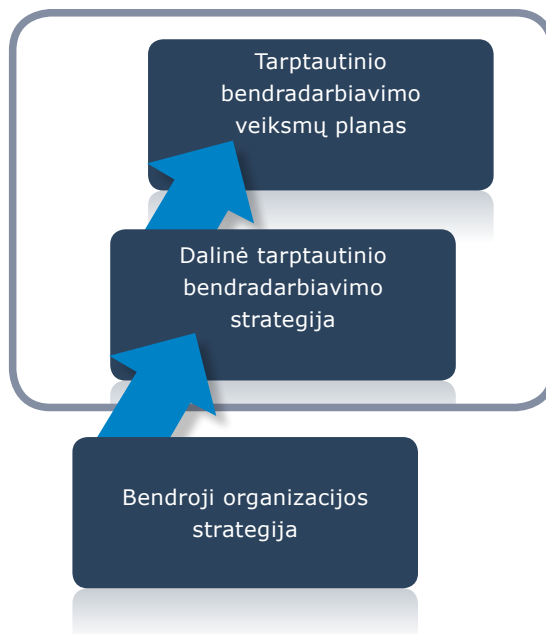 Tarptautinio
bendradarbiavimo
veiksmų planas
Dalinė tarptautinio
bendradarbiavimo
strategija
Bendroji organizacijos
strategija